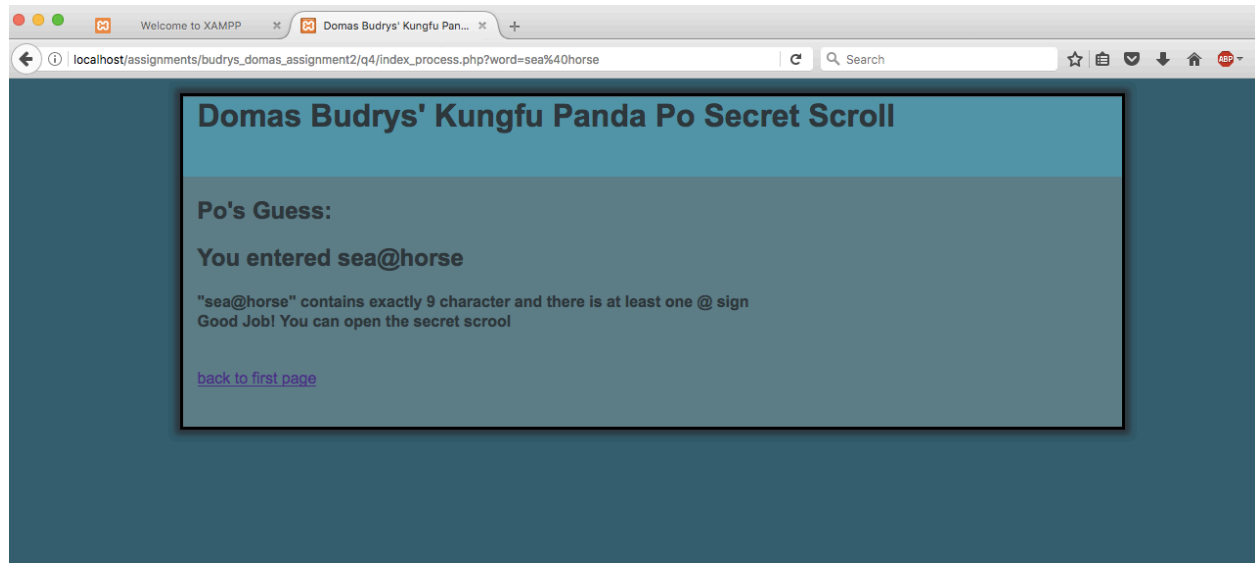 Welcome to XAMPP
Domas Budrys' Kungfu Pan...
localhost/assignments/budrys_domas_assignment2/q4/index_process.php?word=sea%40horse
Search
ABP
Domas Budrys' Kungfu Panda Po Secret Scroll
Po's Guess:
You entered sea@horse
"sea@horse" contains exactly 9 character and there is at least one @ sign
Good Job! You can open the secret scrool
back to first page